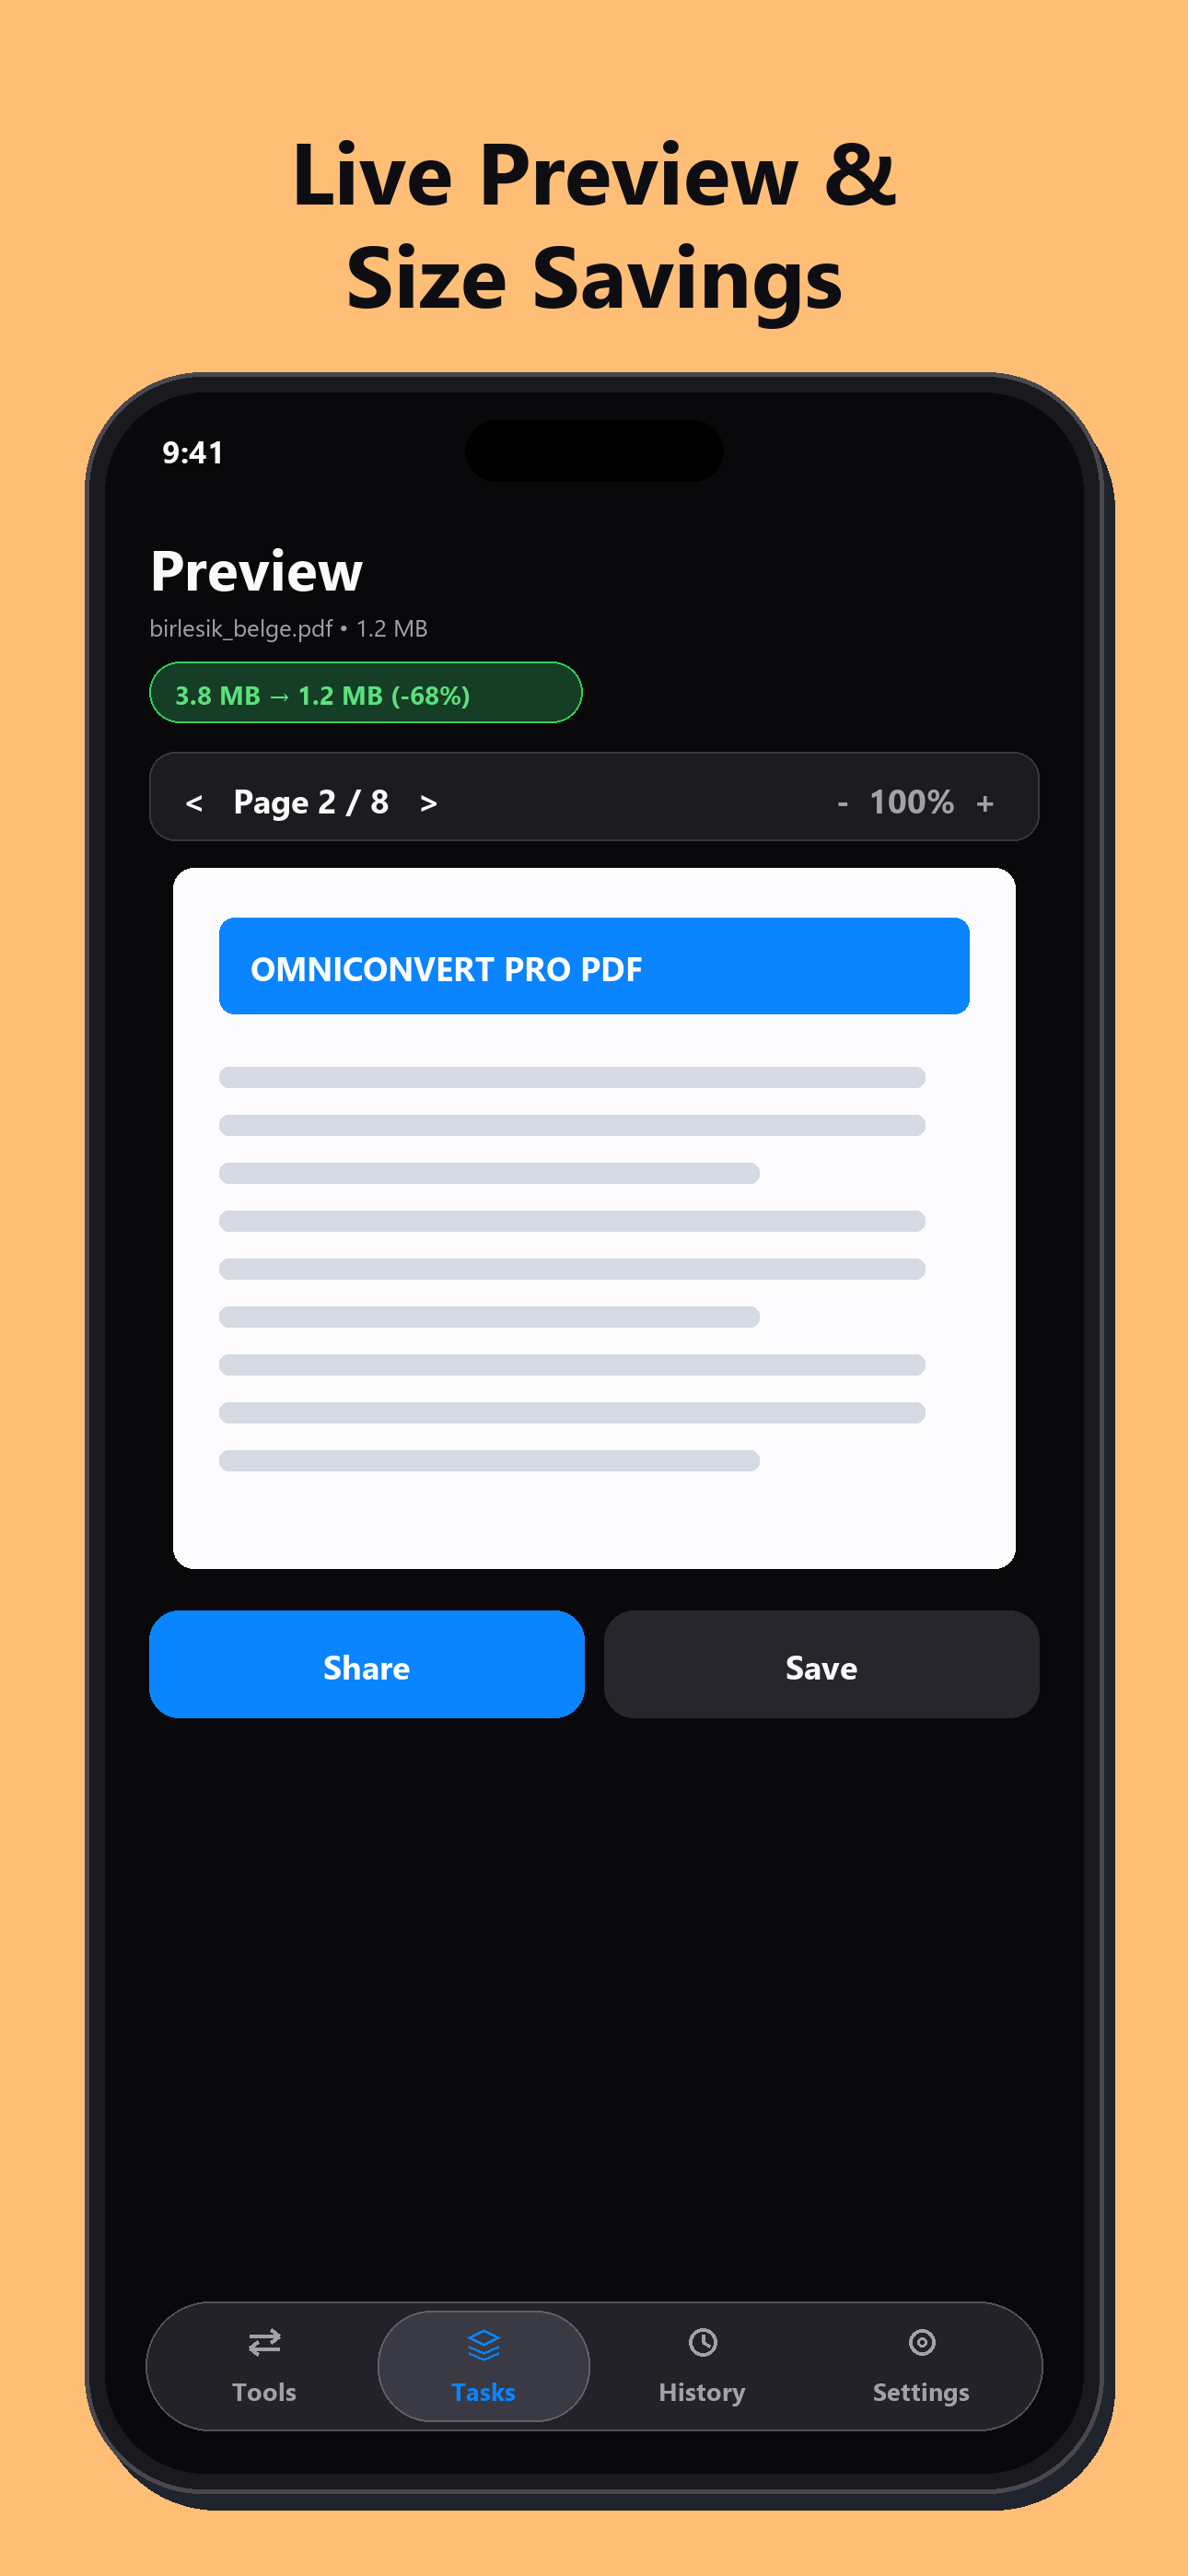 Live Preview &
Size Savings
9:41
Preview
birlesik_belge.pdf • 1.2 MB
3.8 MB → 1.2 MB (-68%)
< Page 2 / 8 > - 100% +
OMNICONVERT PRO PDF
Share Save
Tools Tasks History Settings